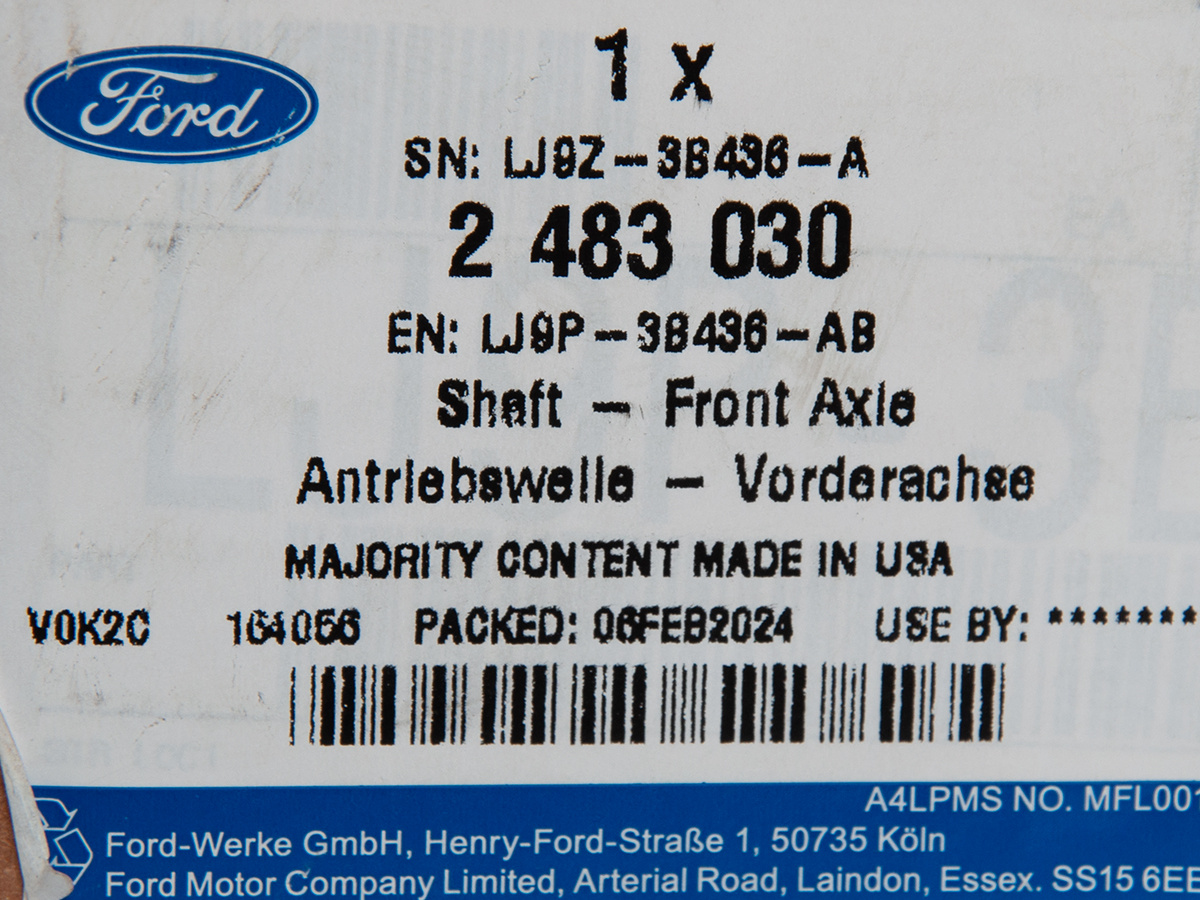 Ford
1 x
SN: LJ9Z-3B436-A
2 483 030
EN: LJ9P-3B436-AB
Shaft - Front Axle
Antriebswelle - Vorderachse
MAJORITY CONTENT MADE IN USA
V0K2C 164056 PACKED: 06FEB2024 USE BY: *******
A4LPMS NO. MFL001
Ford-Werke GmbH, Henry-Ford-Straße 1, 50735 Köln
Ford Motor Company Limited, Arterial Road, Laindon, Essex. SS15 6EE